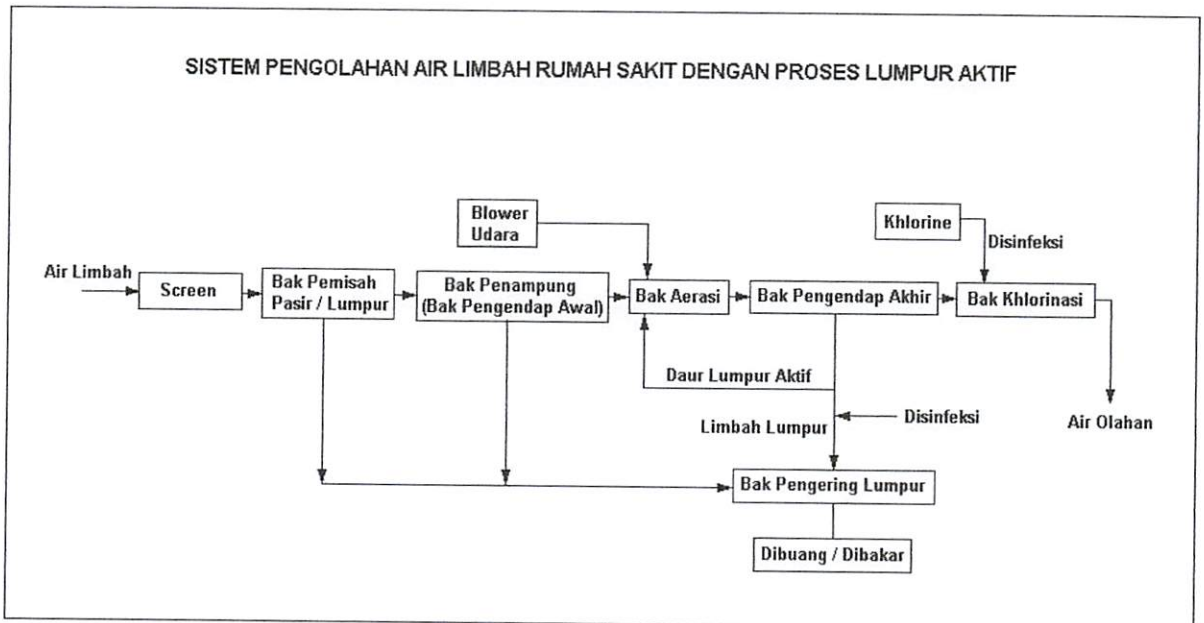 SISTEM PENGOLAHAN AIR LIMBAH RUMAH SAKIT DENGAN PROSES LUMPUR AKTIF
Blower
Udara
Khlorine
Disinfeksi
Air Limbah
Screen
Bak Pemisah
Pasir / Lumpur
Bak Penampung
(Bak Pengendap Awal)
Bak Aerasi
Bak Pengendap Akhir
Bak Khlorinasi
Daur Lumpur Aktif
Limbah Lumpur
Disinfeksi
Air Olahan
Bak Pengering Lumpur
Dibuang / Dibakar